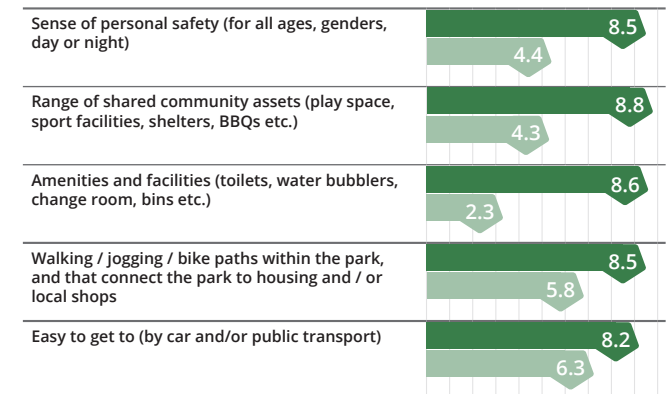 Sense of personal safety (for all ages, genders,
day or night)
8.5
4.4
Range of shared community assets (play space,
sport facilities, shelters, BBQs etc.)
8.8
4.3
Amenities and facilities (toilets, water bubblers,
change room, bins etc.)
8.6
2.3
Walking / jogging / bike paths within the park,
and that connect the park to housing and / or
local shops
8.5
5.8
Easy to get to (by car and/or public transport)
8.2
6.3